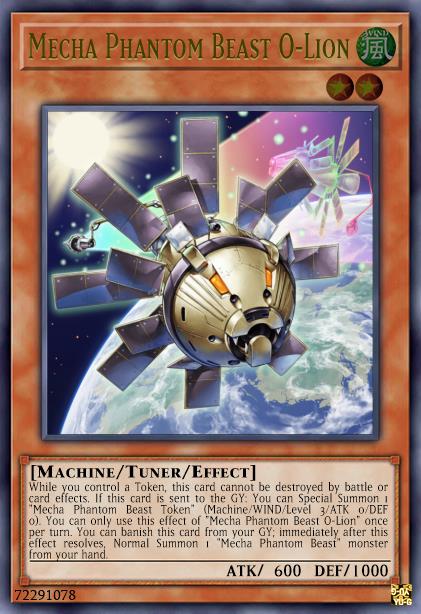 MECHA PHANTOM BEAST O-LION
WIND
風
[MACHINE/TUNER/EFFECT]
While you control a Token, this card cannot be destroyed by battle or
card effects. If this card is sent to the GY: You can Special Summon 1
"Mecha Phantom Beast Token" (Machine/WIND/Level 3/ATK 0/DEF
0). You can only use this effect of "Mecha Phantom Beast O-Lion" once
per turn. You can banish this card from your GY; immediately after this
effect resolves, Normal Summon 1 "Mecha Phantom Beast" monster
from your hand.
ATK/ 600 DEF/1000
72291078